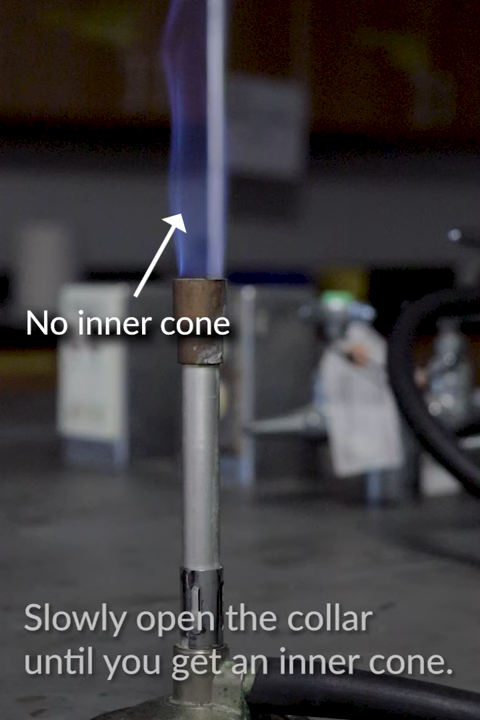 No inner cone
Slowly open the collar
until you get an inner cone.